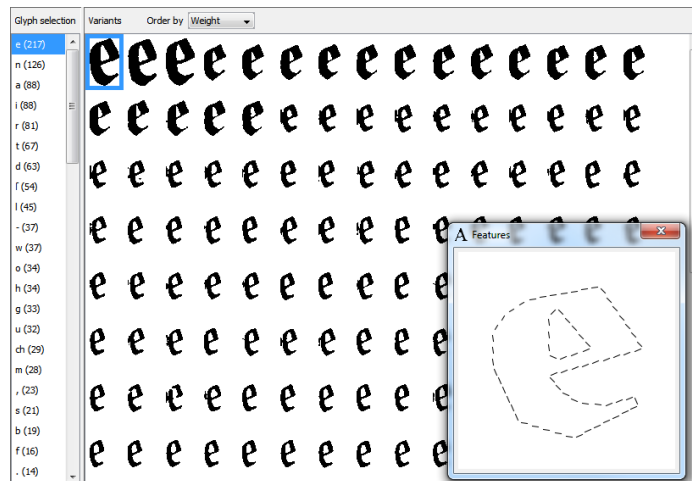 Glyph selection Variants Order by Weight
e (217)
n (126)
a (88)
i (88)
r (81)
t (67)
d (63)
ſ (54)
l (45)
- (37)
w (37)
o (34)
h (34)
g (33)
u (32)
ch (29)
m (28)
, (23)
s (21)
b (19)
f (16)
. (14)
e e e e e e e e e e e e e e e
e e e e e e e e e e e e e e e
e e e e e e e e e e e e e e e
e e e e e e e e e e e e e e e
e e e e e e e e e e
e e e e e e e e e e
e e e e e e e e e e
e e e e e e e e e e
A Features
e